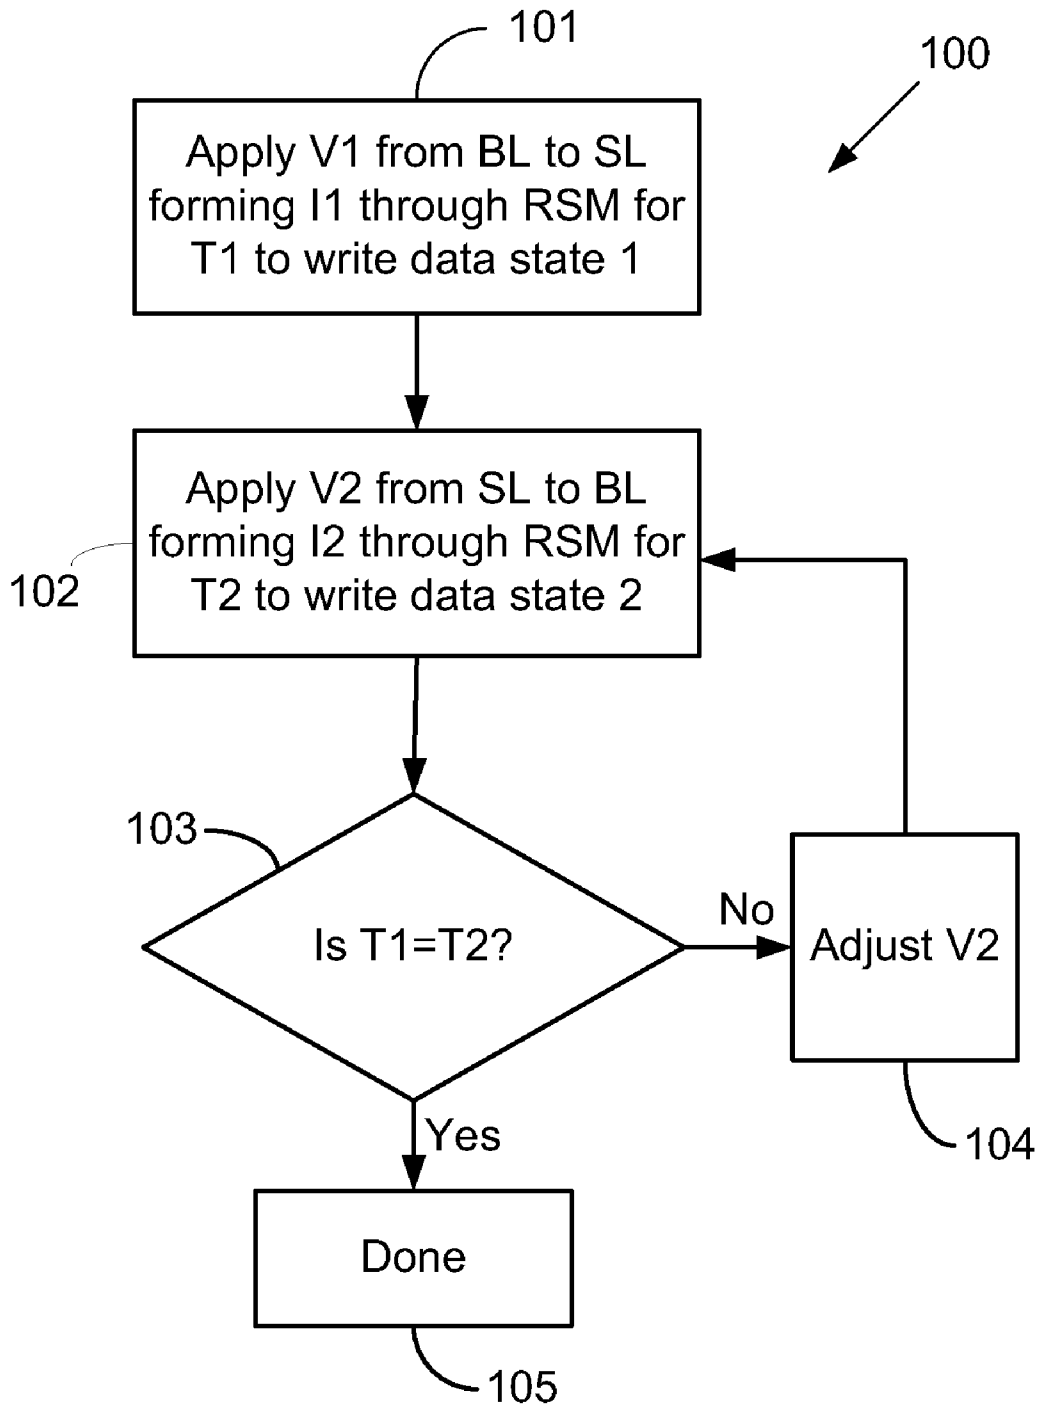 101
100
Apply V1 from BL to SL
forming I1 through RSM for
T1 to write data state 1
Apply V2 from SL to BL
forming I2 through RSM for
T2 to write data state 2
102
103
Is T1=T2?
No
Adjust V2
104
Yes
Done
105